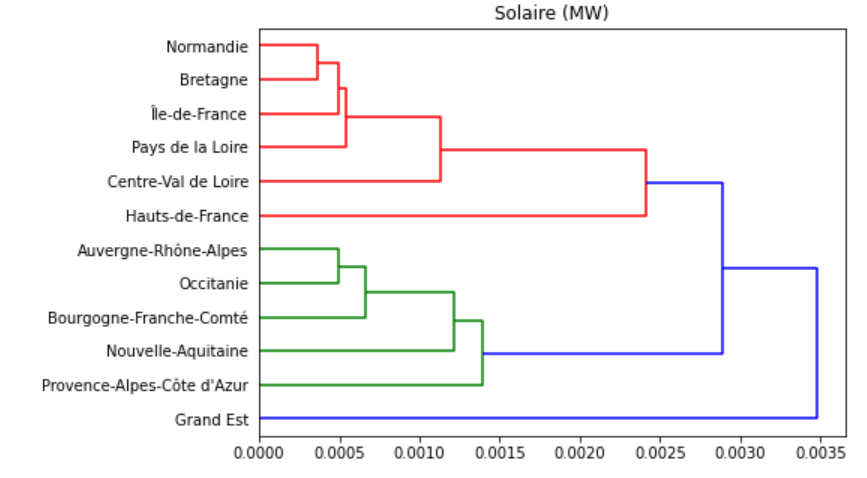 Solaire (MW)
Normandie
Bretagne
Île-de-France
Pays de la Loire
Centre-Val de Loire
Hauts-de-France
Auvergne-Rhône-Alpes
Occitanie
Bourgogne-Franche-Comté
Nouvelle-Aquitaine
Provence-Alpes-Côte d'Azur
Grand Est
0.0000 0.0005 0.0010 0.0015 0.0020 0.0025 0.0030 0.0035